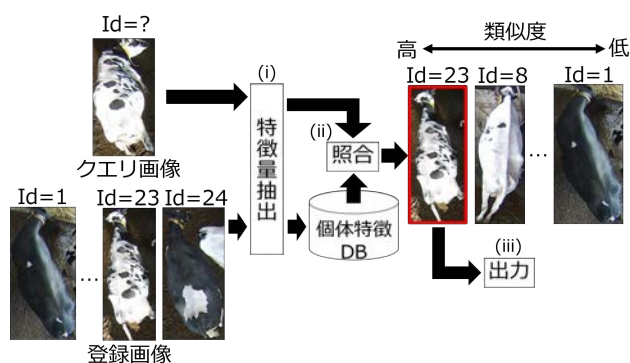 Id=?
クエリ画像
Id=1
Id=23
Id=24
...
登録画像
(i)
特徴量抽出
(ii)
照合
個体特徴
DB
高
類似度
低
Id=23
Id=8
Id=1
...
(iii)
出力